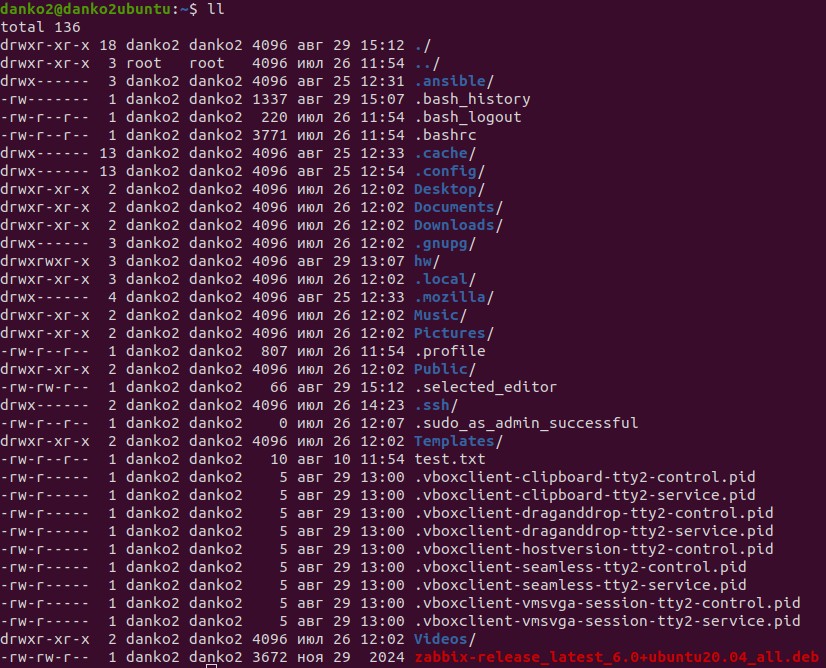 danko2@danko2ubuntu:~$ ll
total 136
drwxr-xr-x 18 danko2 danko2 4096 авг 29 15:12 ./
drwxr-xr-x  3 root   root   4096 июл 26 11:54 ../
drwx------  3 danko2 danko2 4096 авг 25 12:31 .ansible/
-rw-------  1 danko2 danko2 1337 авг 29 15:07 .bash_history
-rw-r--r--  1 danko2 danko2  220 июл 26 11:54 .bash_logout
-rw-r--r--  1 danko2 danko2 3771 июл 26 11:54 .bashrc
drwx------ 13 danko2 danko2 4096 авг 25 12:33 .cache/
drwx------ 13 danko2 danko2 4096 авг 25 12:54 .config/
drwxr-xr-x  2 danko2 danko2 4096 июл 26 12:02 Desktop/
drwxr-xr-x  2 danko2 danko2 4096 июл 26 12:02 Documents/
drwxr-xr-x  2 danko2 danko2 4096 июл 26 12:02 Downloads/
drwx------  3 danko2 danko2 4096 июл 26 12:02 .gnupg/
drwxrwxr-x  3 danko2 danko2 4096 авг 29 13:07 hw/
drwxr-xr-x  3 danko2 danko2 4096 июл 26 12:02 .local/
drwx------  4 danko2 danko2 4096 авг 25 12:33 .mozilla/
drwxr-xr-x  2 danko2 danko2 4096 июл 26 12:02 Music/
drwxr-xr-x  2 danko2 danko2 4096 июл 26 12:02 Pictures/
-rw-r--r--  1 danko2 danko2  807 июл 26 11:54 .profile
drwxr-xr-x  2 danko2 danko2 4096 июл 26 12:02 Public/
-rw-rw-r--  1 danko2 danko2   66 авг 29 15:12 .selected_editor
drwx------  2 danko2 danko2 4096 июл 26 14:23 .ssh/
-rw-r--r--  1 danko2 danko2    0 июл 26 12:07 .sudo_as_admin_successful
drwxr-xr-x  2 danko2 danko2 4096 июл 26 12:02 Templates/
-rw-r--r--  1 danko2 danko2   10 авг 10 11:54 test.txt
-rw-r-----  1 danko2 danko2    5 авг 29 13:00 .vboxclient-clipboard-tty2-control.pid
-rw-r-----  1 danko2 danko2    5 авг 29 13:00 .vboxclient-clipboard-tty2-service.pid
-rw-r-----  1 danko2 danko2    5 авг 29 13:00 .vboxclient-draganddrop-tty2-control.pid
-rw-r-----  1 danko2 danko2    5 авг 29 13:00 .vboxclient-draganddrop-tty2-service.pid
-rw-r-----  1 danko2 danko2    5 авг 29 13:00 .vboxclient-hostversion-tty2-control.pid
-rw-r-----  1 danko2 danko2    5 авг 29 13:00 .vboxclient-seamless-tty2-control.pid
-rw-r-----  1 danko2 danko2    5 авг 29 13:00 .vboxclient-seamless-tty2-service.pid
-rw-r-----  1 danko2 danko2    5 авг 29 13:00 .vboxclient-vmsvga-session-tty2-control.pid
-rw-r-----  1 danko2 danko2    5 авг 29 13:00 .vboxclient-vmsvga-session-tty2-service.pid
drwxr-xr-x  2 danko2 danko2 4096 июл 26 12:02 Videos/
-rw-rw-r--  1 danko2 danko2 3672 ноя 29  2024 zabbix-release_latest_6.0+ubuntu20.04_all.deb